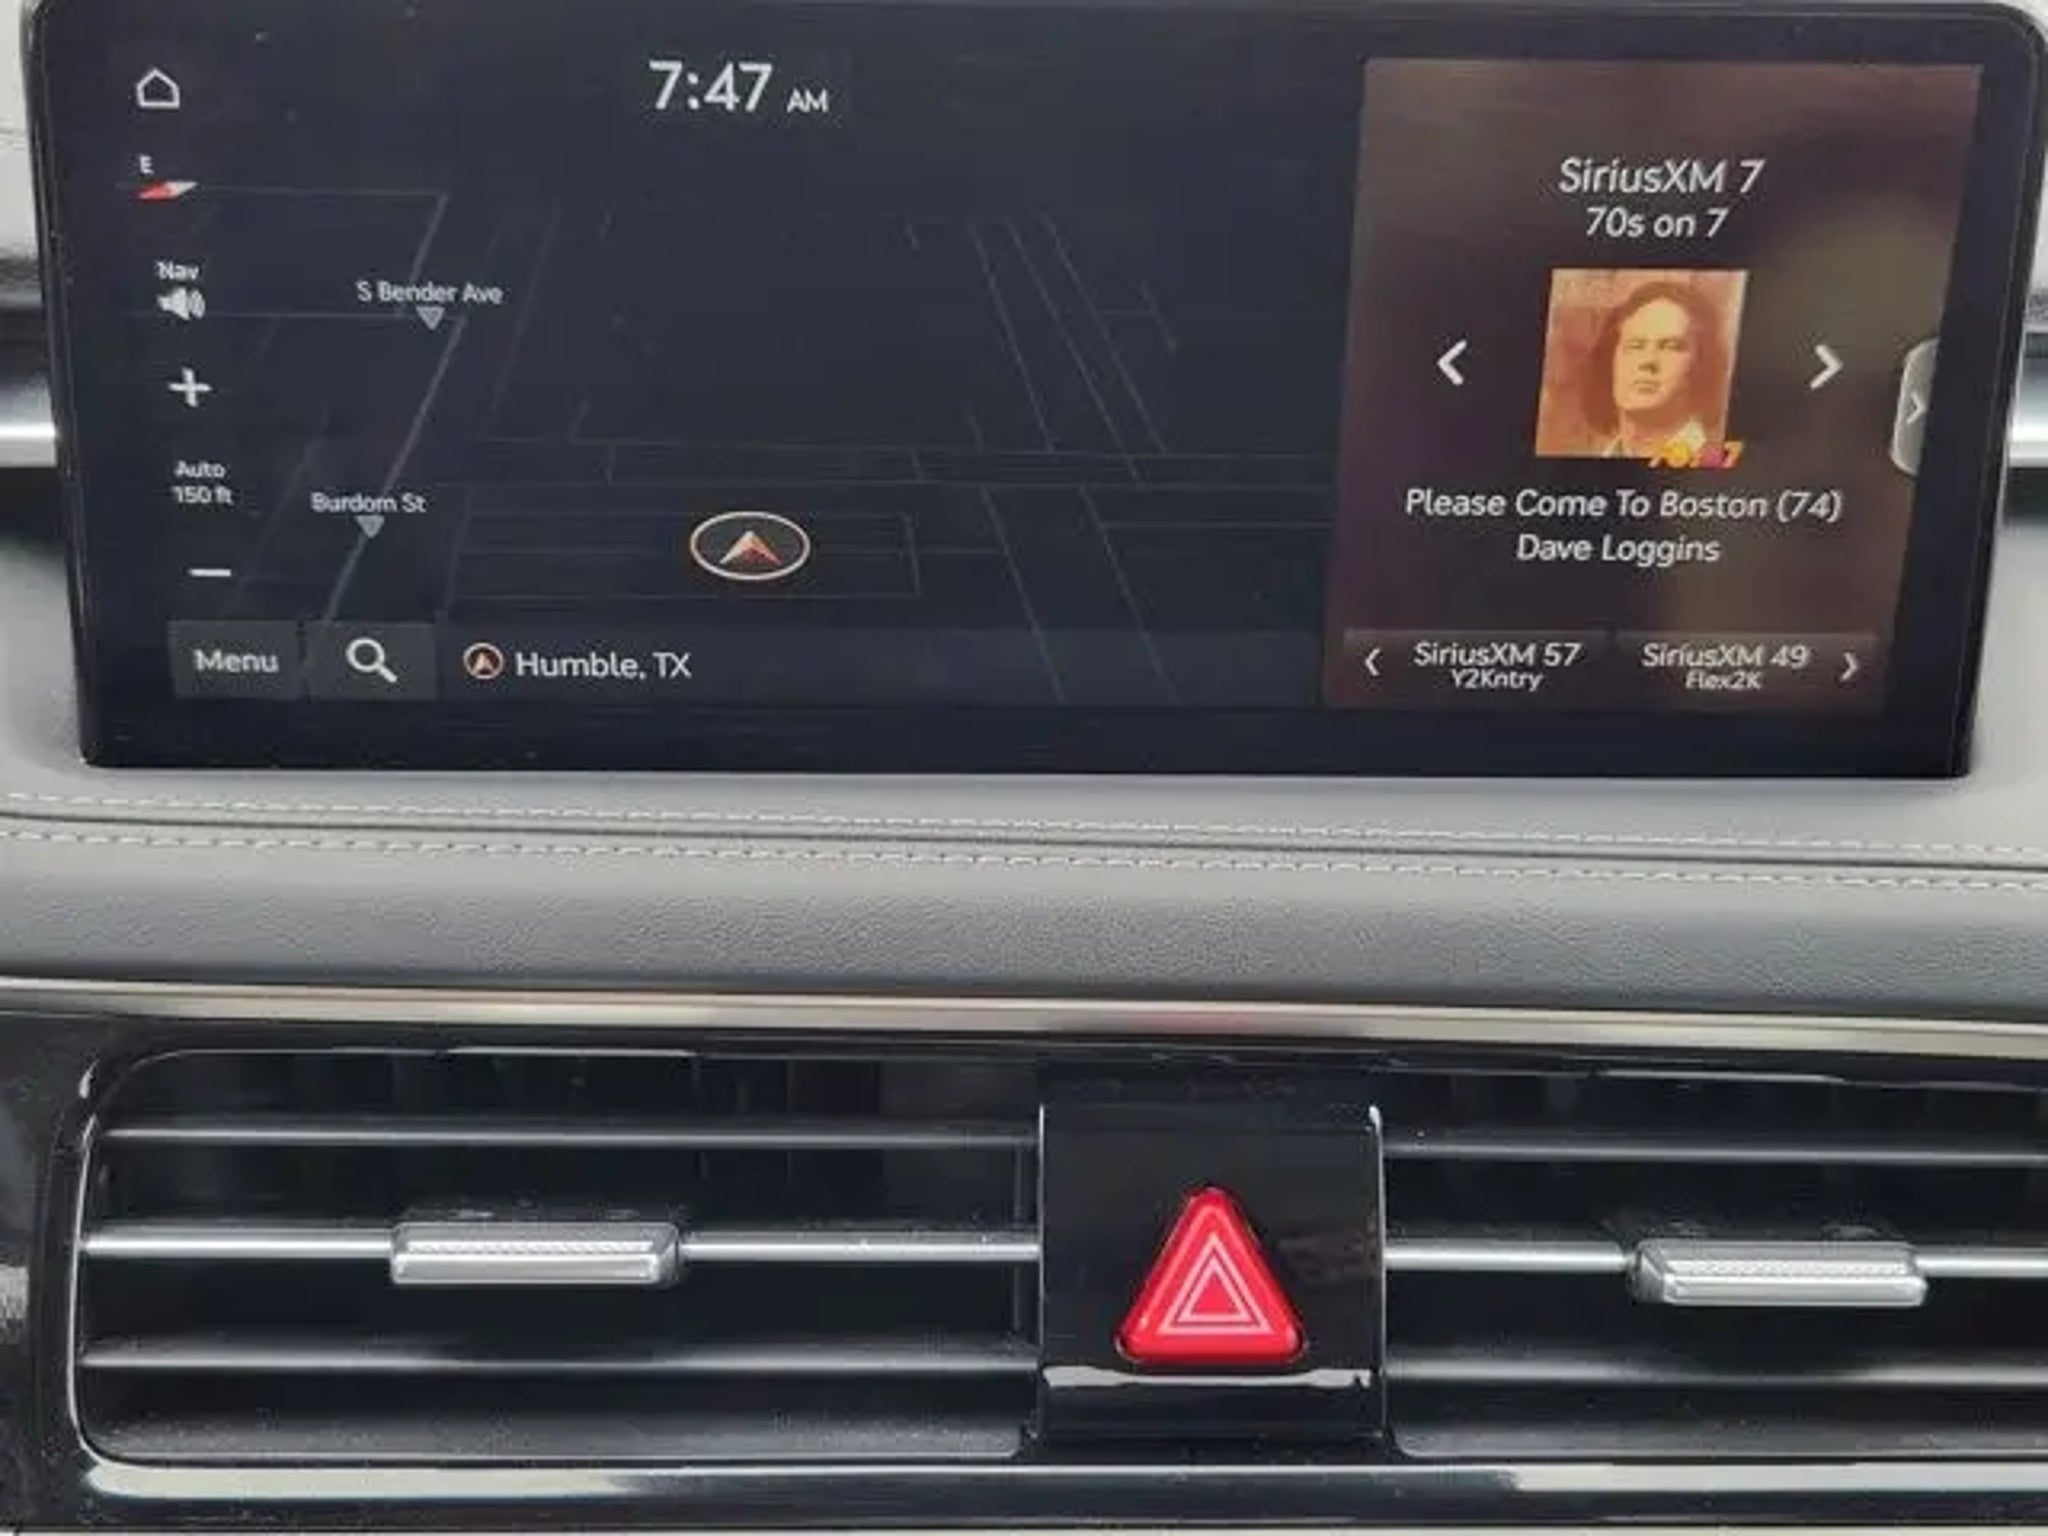 7:47 AM
E
Nav
S Bender Ave
Auto
150 ft
Burdom St
Menu
Humble, TX
SiriusXM 7
70s on 7
Please Come To Boston (74)
Dave Loggins
SiriusXM 57
Y2Kntry
SiriusXM 49
Flex2K